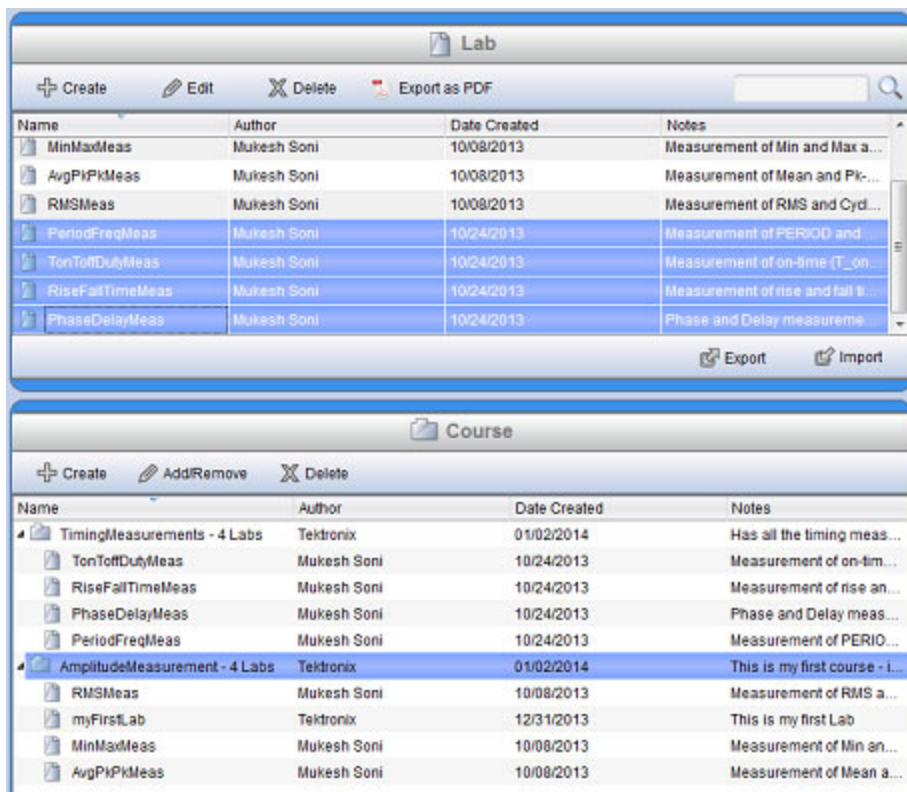 Lab
Create Edit Delete Export as PDF
Name Author Date Created Notes
MinMaxMeas Mukesh Soni 10/08/2013 Measurement of Min and Max a...
AvgPkPkMeas Mukesh Soni 10/08/2013 Measurement of Mean and Pk-...
RMSMeas Mukesh Soni 10/08/2013 Measurement of RMS and Cycl...
PeriodFreqMeas Mukesh Soni 10/24/2013 Measurement of PERIOD and ...
TonToffDutyMeas Mukesh Soni 10/24/2013 Measurement of on-time (T_on...
RiseFallTimeMeas Mukesh Soni 10/24/2013 Measurement of rise and fall ti...
PhaseDelayMeas Mukesh Soni 10/24/2013 Phase and Delay measureme...
Export Import
Course
Create Add/Remove Delete
Name Author Date Created Notes
TimingMeasurements - 4 Labs Tektronix 01/02/2014 Has all the timing meas...
TonToffDutyMeas Mukesh Soni 10/24/2013 Measurement of on-tim...
RiseFallTimeMeas Mukesh Soni 10/24/2013 Measurement of rise an...
PhaseDelayMeas Mukesh Soni 10/24/2013 Phase and Delay meas...
PeriodFreqMeas Mukesh Soni 10/24/2013 Measurement of PERIO...
AmplitudeMeasurement - 4 Labs Tektronix 01/02/2014 This is my first course - i...
RMSMeas Mukesh Soni 10/08/2013 Measurement of RMS a...
myFirstLab Tektronix 12/31/2013 This is my first Lab
MinMaxMeas Mukesh Soni 10/08/2013 Measurement of Min an...
AvgPkPkMeas Mukesh Soni 10/08/2013 Measurement of Mean a...